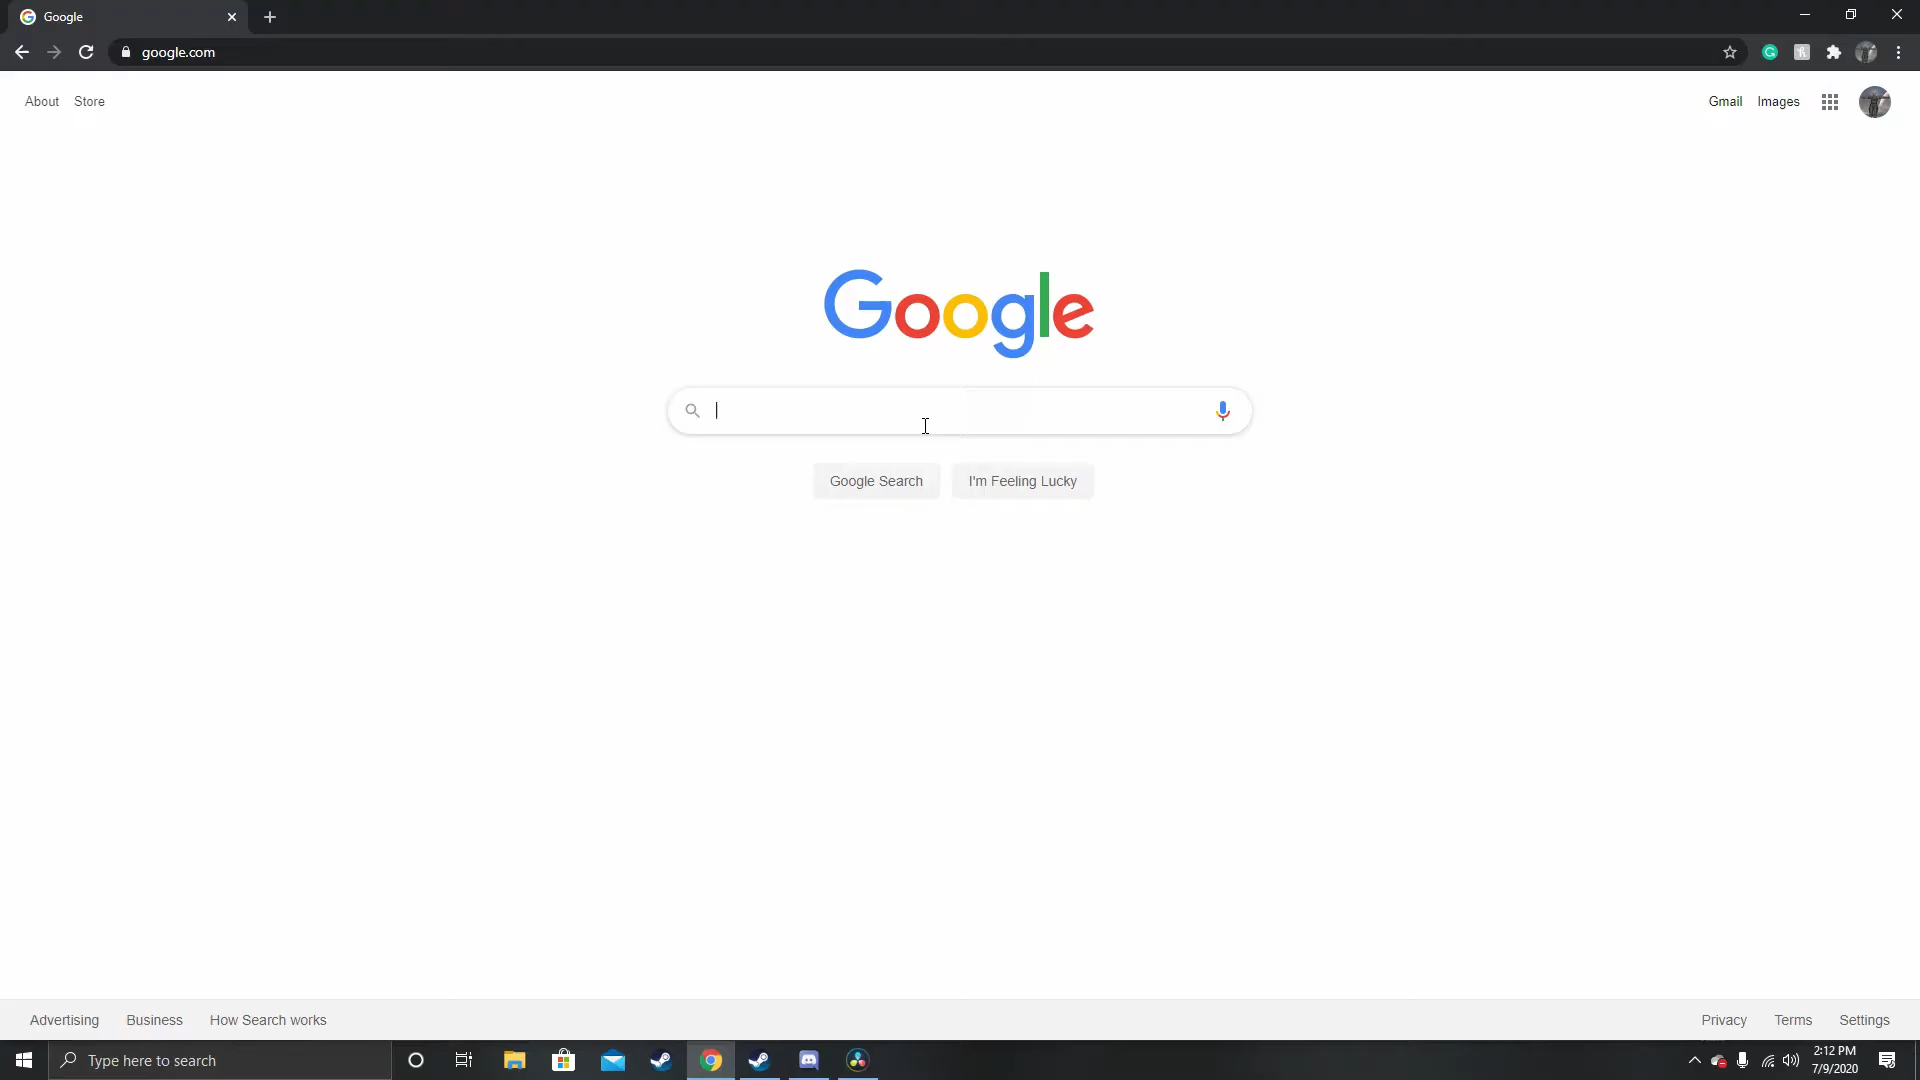 Google
google.com
About Store
Gmail Images
Google
Google Search I'm Feeling Lucky
Advertising Business How Search works
Privacy Terms Settings
Type here to search
2:12 PM
7/9/2020